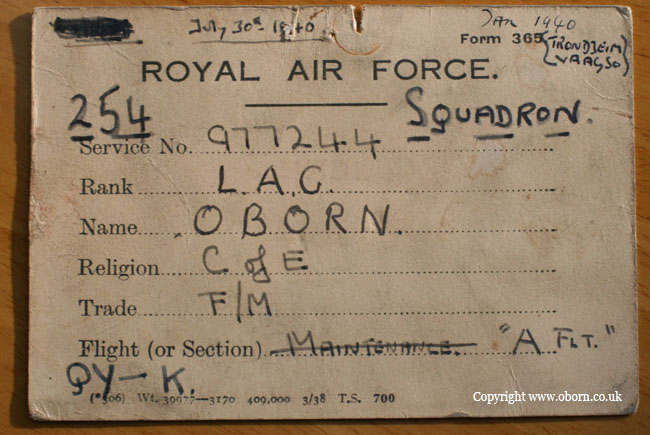 July 30th 1940 Jan 1940
Form 365 {TRONDJEIM
VAAGSO}
ROYAL AIR FORCE.
254 SQUADRON.
Service No. 977244
Rank L.A.C.
Name OBORN.
Religion C of E
Trade F/M
Flight (or Section) MAINTENANCE. "A FLT."
QY-K.
(*506) Wt. 39077—3170 409,000 3/38 T.S. 700
Copyright www.oborn.co.uk